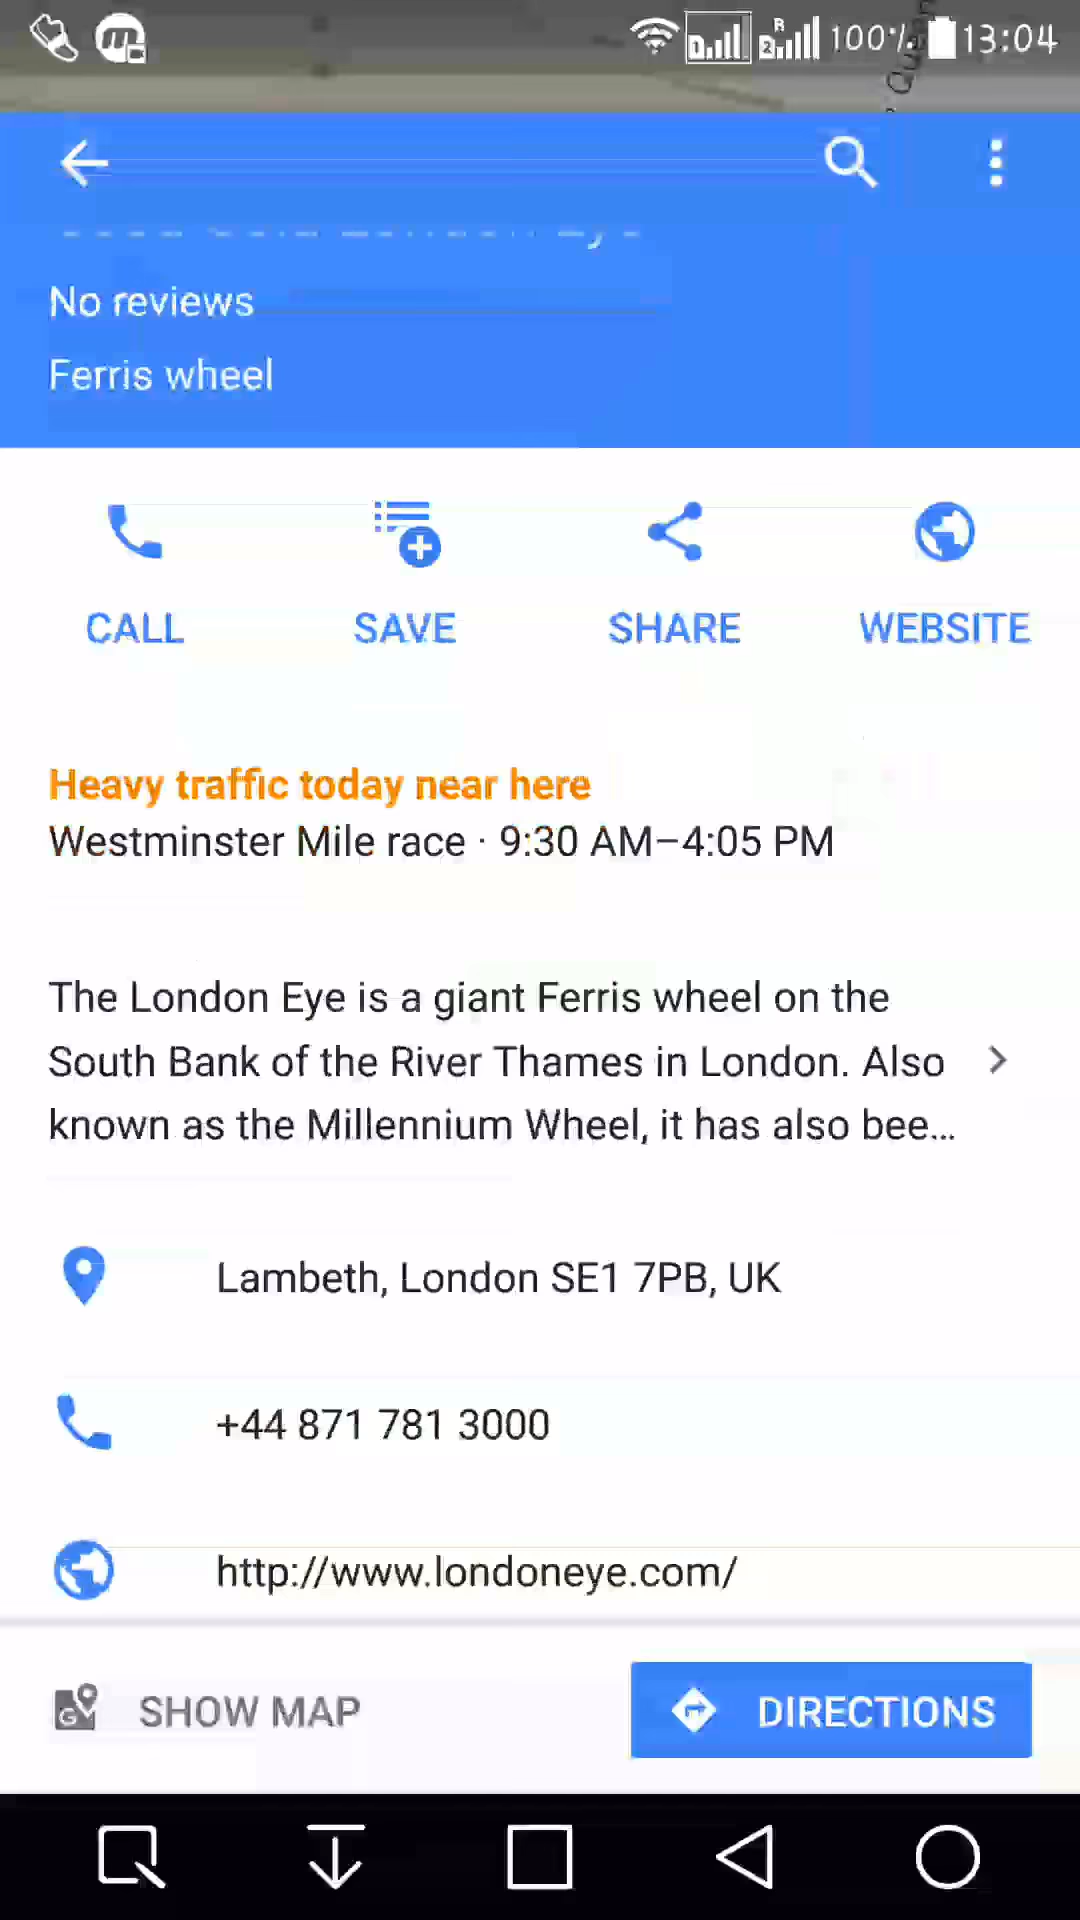 100% 13:04
No reviews
Ferris wheel
CALL SAVE SHARE WEBSITE
Heavy traffic today near here
Westminster Mile race · 9:30 AM–4:05 PM
The London Eye is a giant Ferris wheel on the
South Bank of the River Thames in London. Also
known as the Millennium Wheel, it has also bee...
Lambeth, London SE1 7PB, UK
+44 871 781 3000
http://www.londoneye.com/
SHOW MAP DIRECTIONS